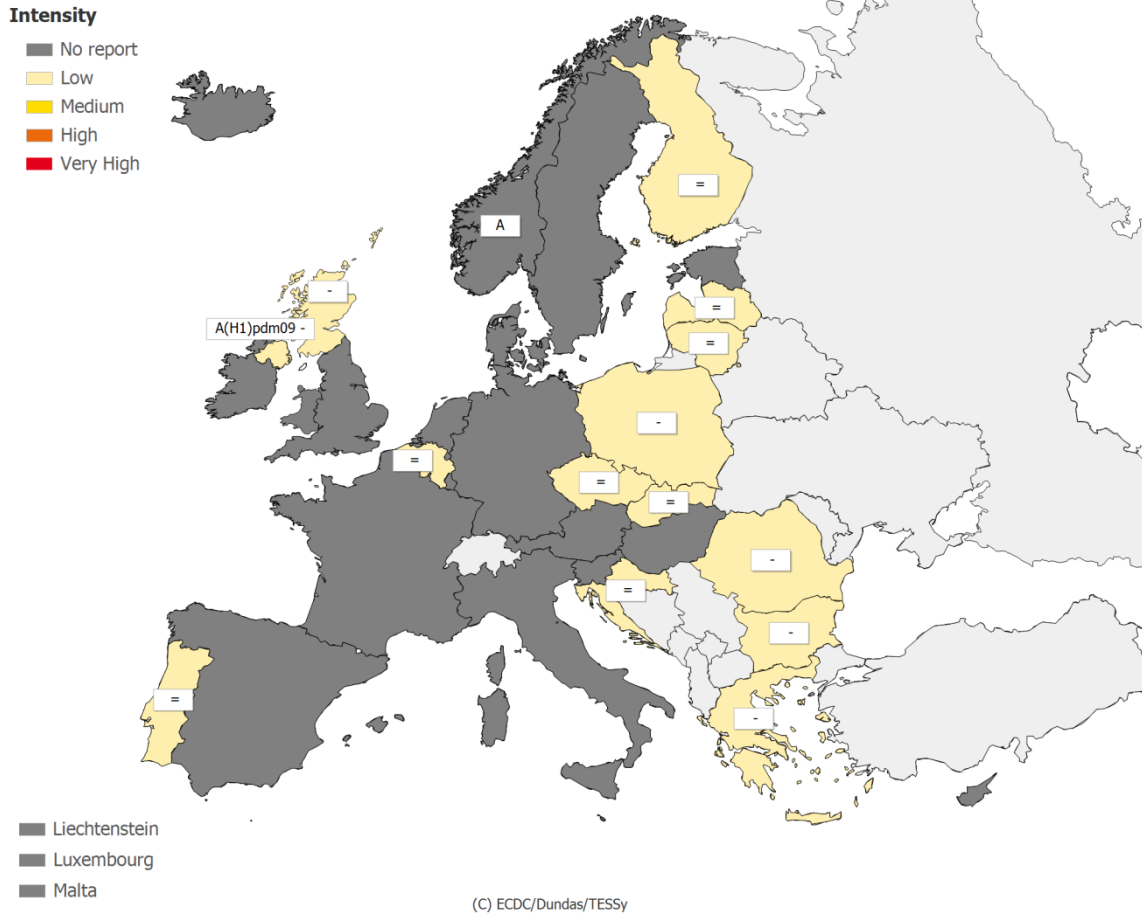 Intensity
No report
Low
Medium
High
Very High
=
A
-
A(H1)pdm09 -
=
=
-
=
=
=
-
=
-
=
-
Liechtenstein
Luxembourg
Malta
(C) ECDC/Dundas/TESSy